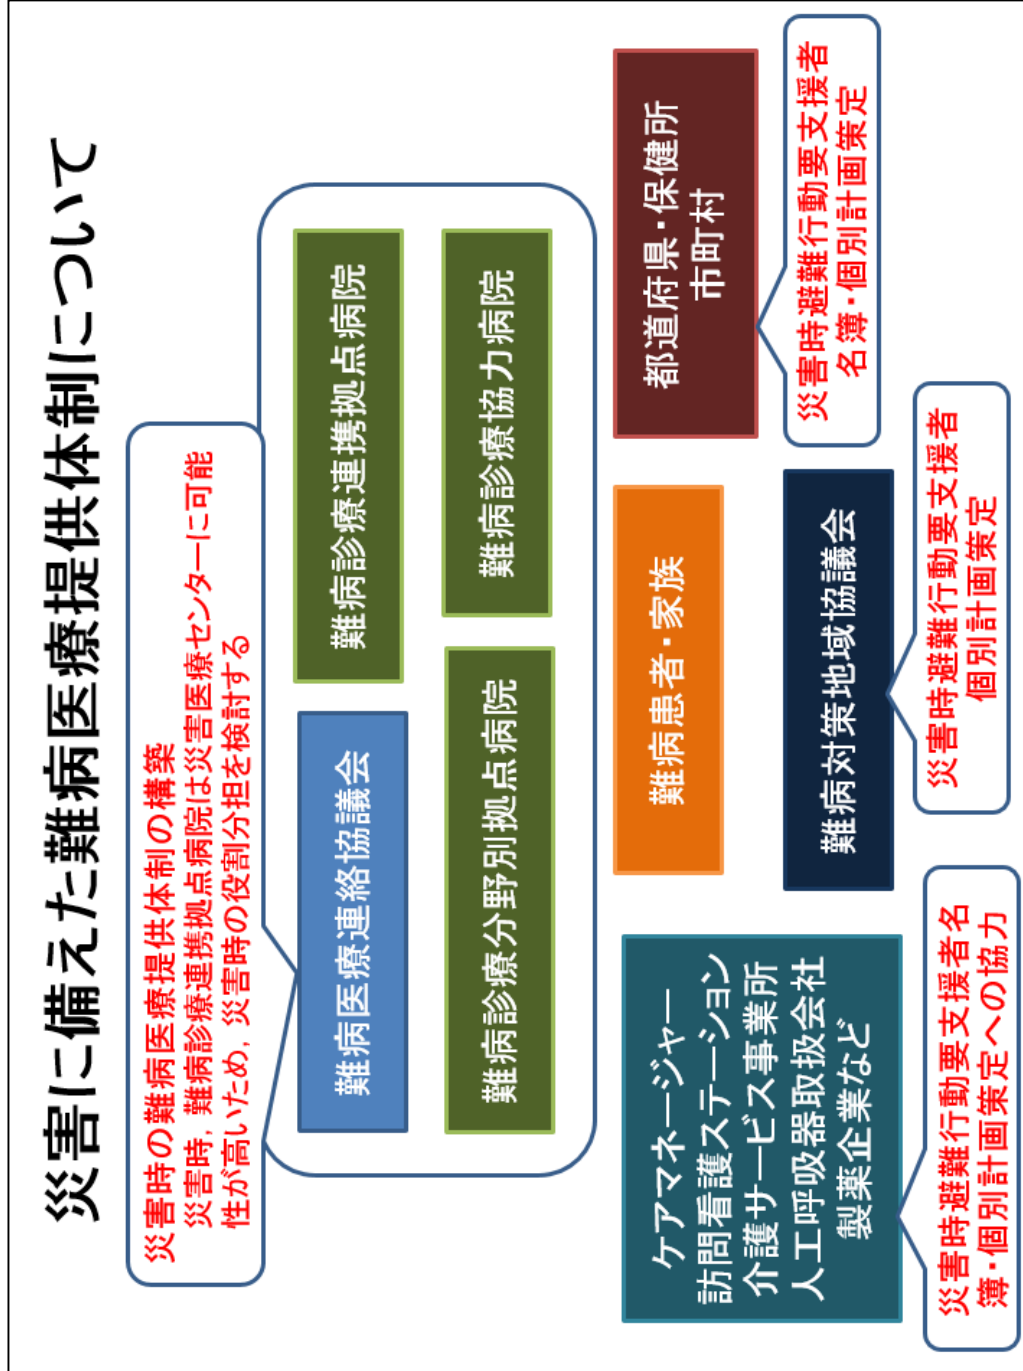 災害に備えた難病医療提供体制について
災害時の難病医療提供体制の構築
災害時，難病診療連携拠点病院は災害医療センターに可能
性が高いため，災害時の役割分担を検討する
難病医療連絡協議会
難病診療連携拠点病院
難病診療分野別拠点病院
難病診療協力病院
ケアマネージャー
訪問看護ステーション
介護サービス事業所
人工呼吸器取扱会社
製薬企業など
難病患者・家族
都道府県・保健所
市町村
難病対策地域協議会
災害時避難行動要支援者
名簿・個別計画策定
災害時避難行動要支援者
個別計画策定
災害時避難行動要支援者名
簿・個別計画策定への協力